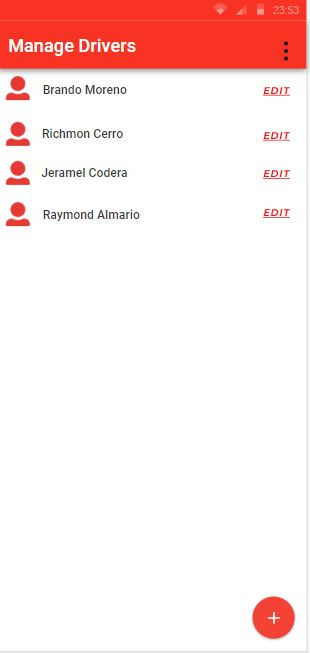 23:53
Manage Drivers
Brando Moreno EDIT
Richmon Cerro EDIT
Jeramel Codera EDIT
Raymond Almario EDIT
+